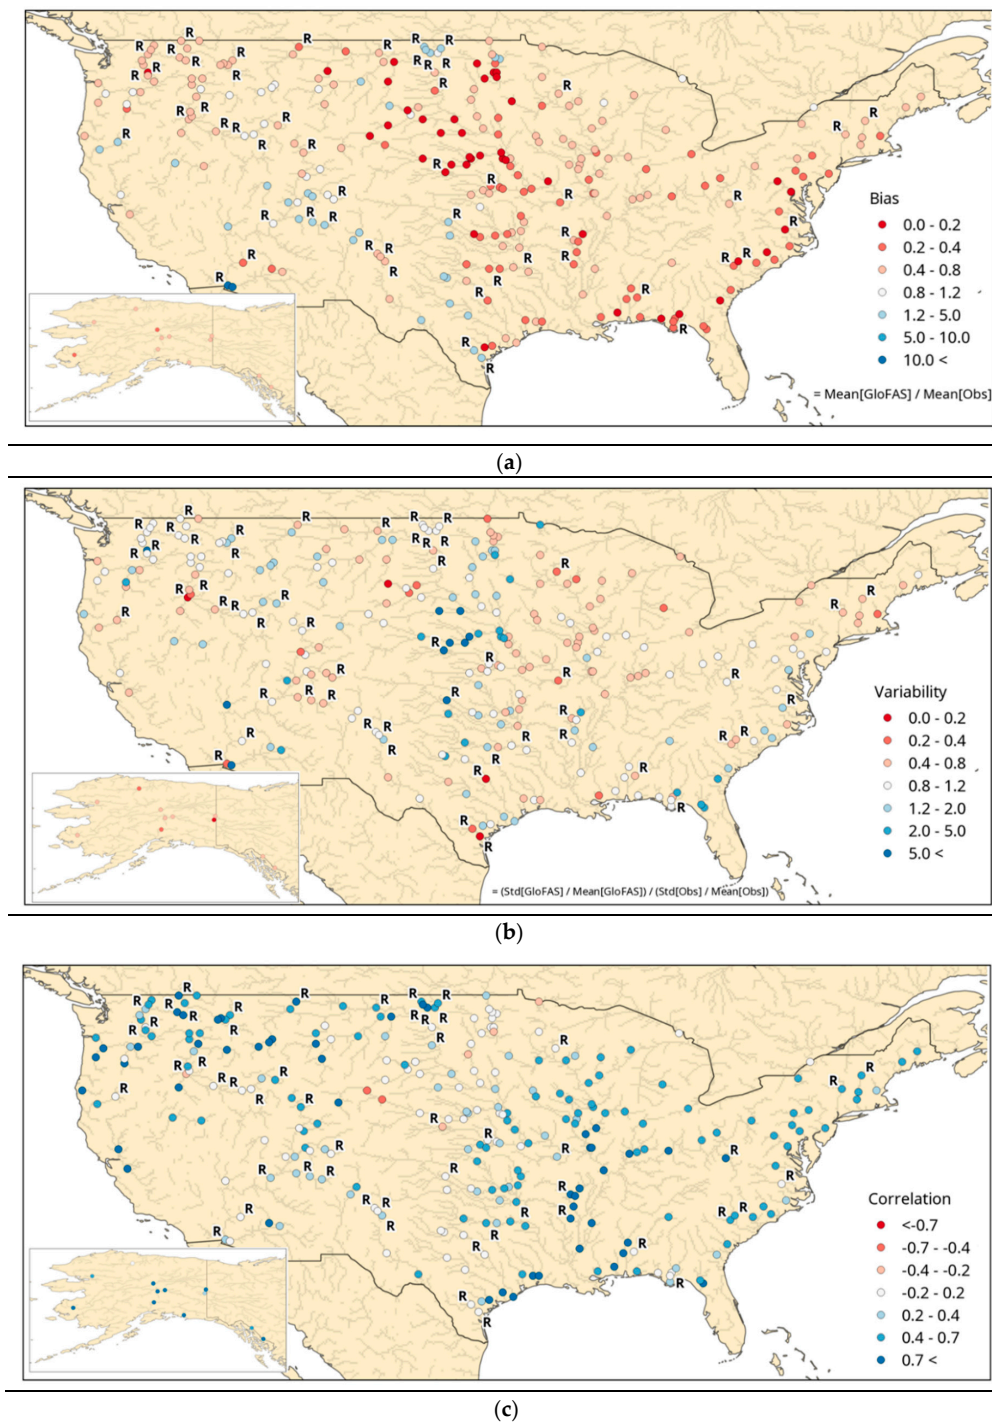 Bias
0.0 - 0.2
0.2 - 0.4
0.4 - 0.8
0.8 - 1.2
1.2 - 5.0
5.0 - 10.0
10.0 <
= Mean[GloFAS] / Mean[Obs]
(a)
Variability
0.0 - 0.2
0.2 - 0.4
0.4 - 0.8
0.8 - 1.2
1.2 - 2.0
2.0 - 5.0
5.0 <
= (Std[GloFAS] / Mean[GloFAS]) / (Std[Obs] / Mean[Obs])
(b)
Correlation
<-0.7
-0.7 - -0.4
-0.4 - -0.2
-0.2 - 0.2
0.2 - 0.4
0.4 - 0.7
0.7 <
(c)